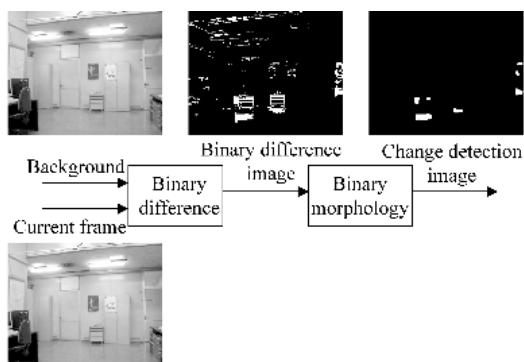 Binary difference
image
Change detection
image
Background
Binary
difference
Binary
morphology
Current frame